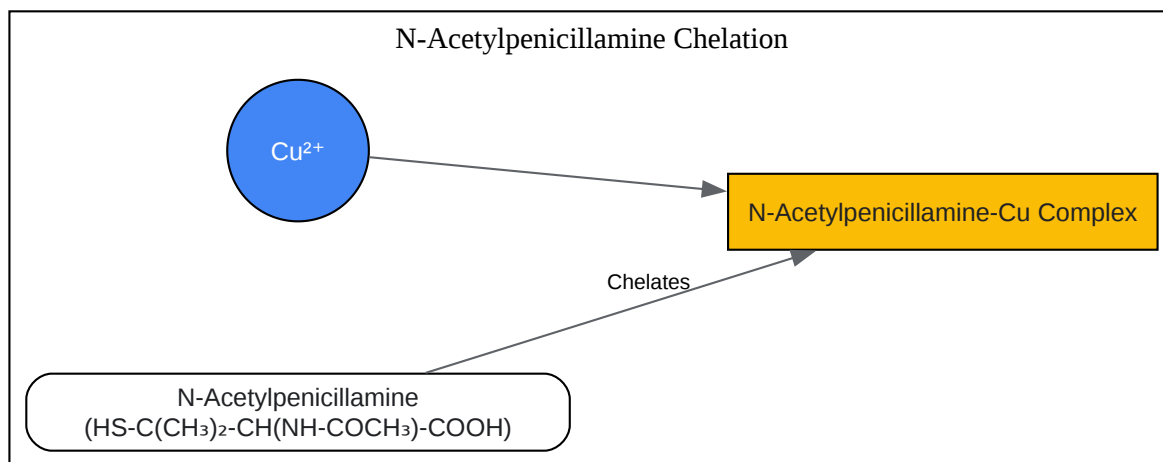 N-Acetylpenicillamine Chelation
Cu²⁺
N-Acetylpenicillamine-Cu Complex
Chelates
N-Acetylpenicillamine
(HS-C(CH₃)₂-CH(NH-COCH₃)-COOH)